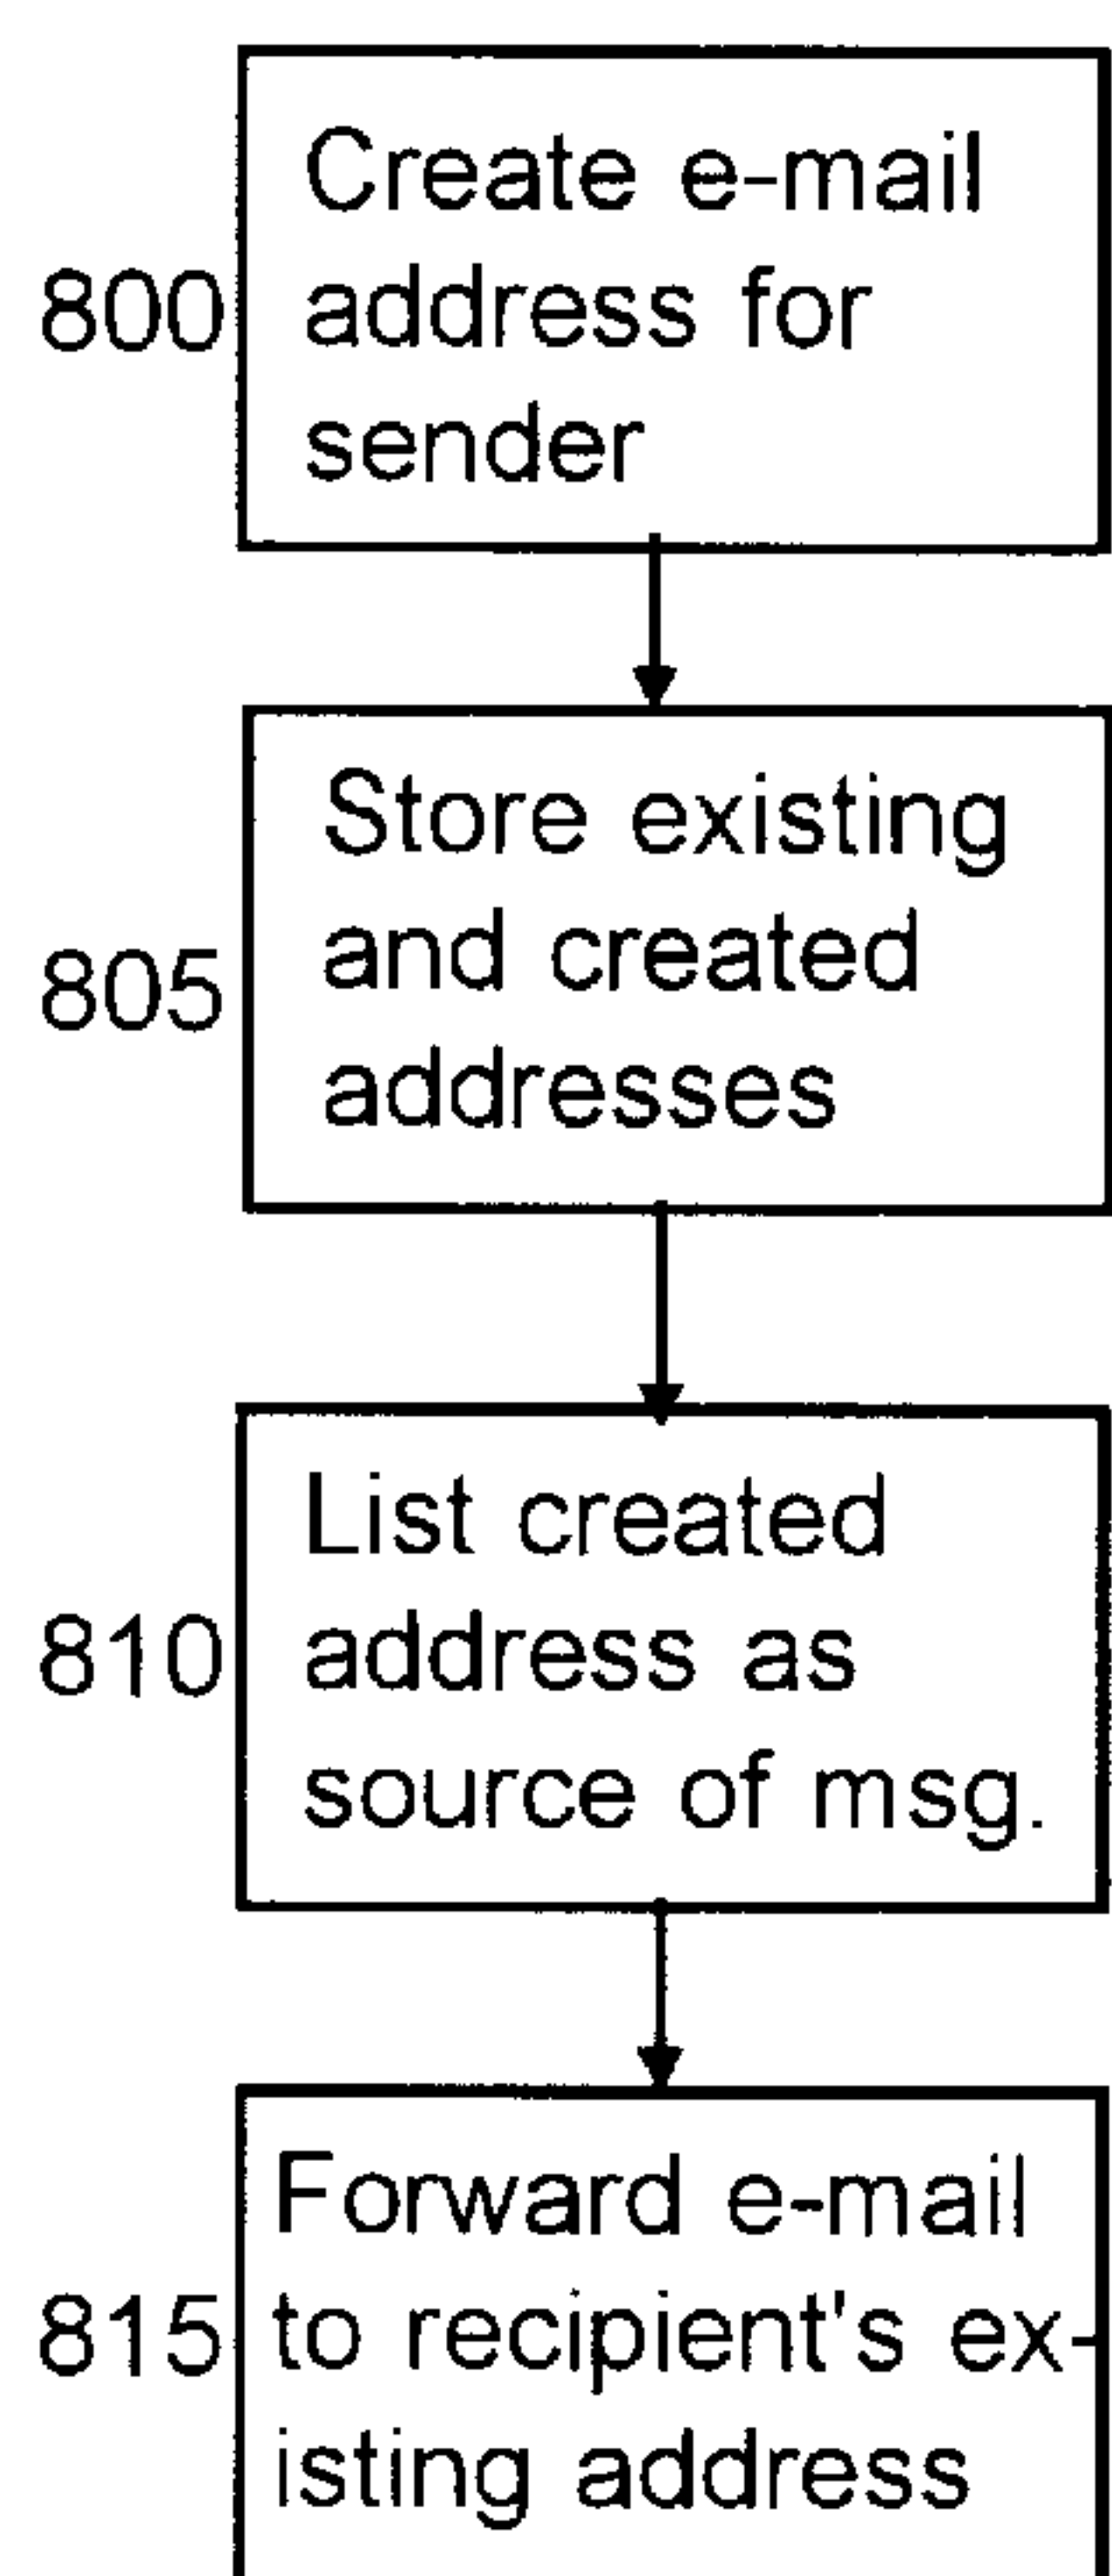 Create e-mail
800 address for
sender
Store existing
and created
805
addresses
List created
810 address as
source of msg.
Forward e-mail
815 to recipient's ex-
isting address